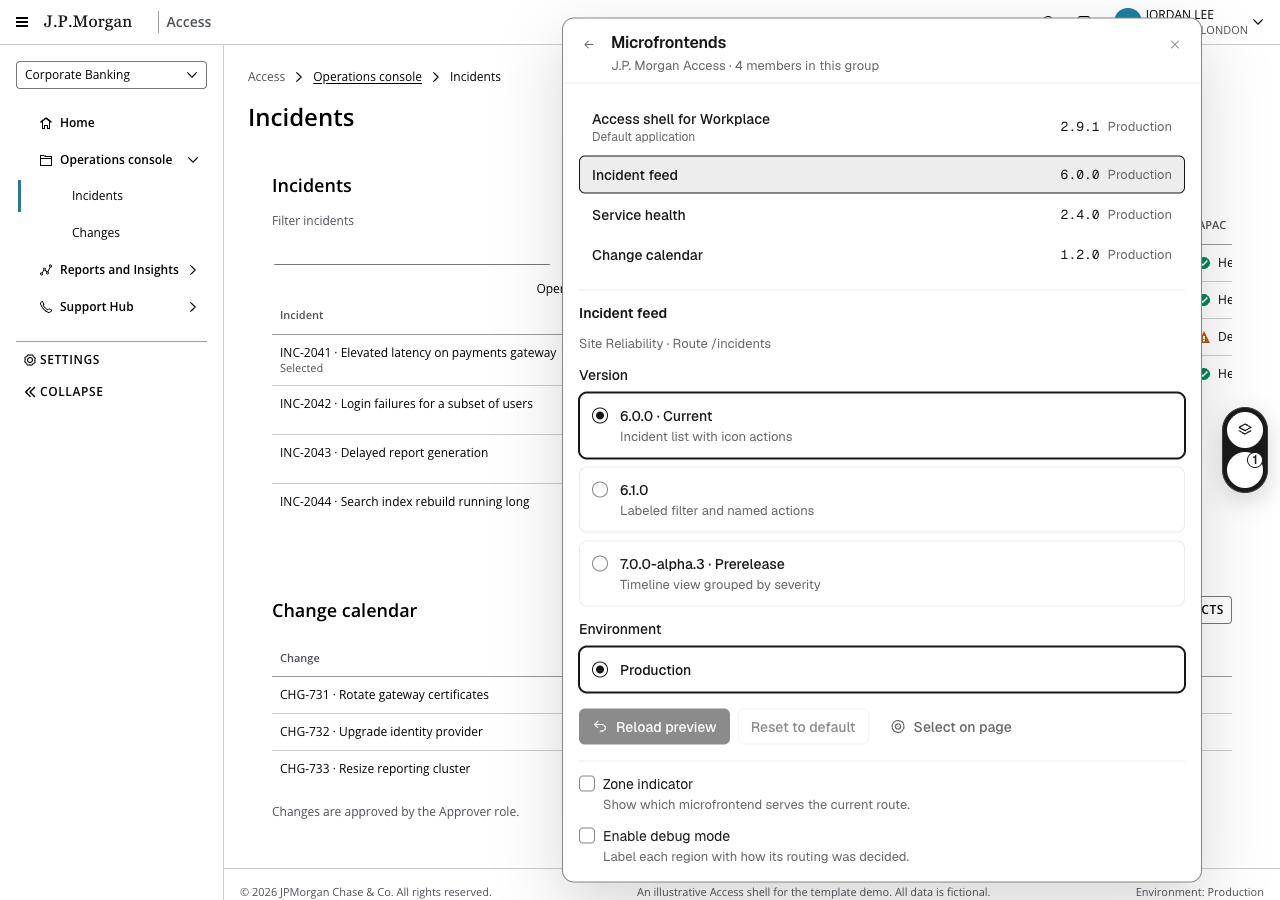 J.P.Morgan
Access
JORDAN LEE
LONDON
Corporate Banking
Home
Operations console
Incidents
Changes
Reports and Insights
Support Hub
SETTINGS
COLLAPSE
Access
Operations console
Incidents
Incidents
Incidents
Filter incidents
Incident
INC-2041 · Elevated latency on payments gateway
Selected
INC-2042 · Login failures for a subset of users
INC-2043 · Delayed report generation
INC-2044 · Search index rebuild running long
Change calendar
Change
CHG-731 · Rotate gateway certificates
CHG-732 · Upgrade identity provider
CHG-733 · Resize reporting cluster
Changes are approved by the Approver role.
Microfrontends
J.P. Morgan Access · 4 members in this group
Access shell for Workplace 2.9.1 Production
Default application
Incident feed 6.0.0 Production
Service health 2.4.0 Production
Change calendar 1.2.0 Production
Incident feed
Site Reliability · Route /incidents
Version
6.0.0 · Current
Incident list with icon actions
6.1.0
Labeled filter and named actions
7.0.0-alpha.3 · Prerelease
Timeline view grouped by severity
Environment
Production
Reload preview
Reset to default
Select on page
Zone indicator
Show which microfrontend serves the current route.
Enable debug mode
Label each region with how its routing was decided.
1
© 2026 JPMorgan Chase & Co. All rights reserved.
An illustrative Access shell for the template demo. All data is fictional.
Environment: Production